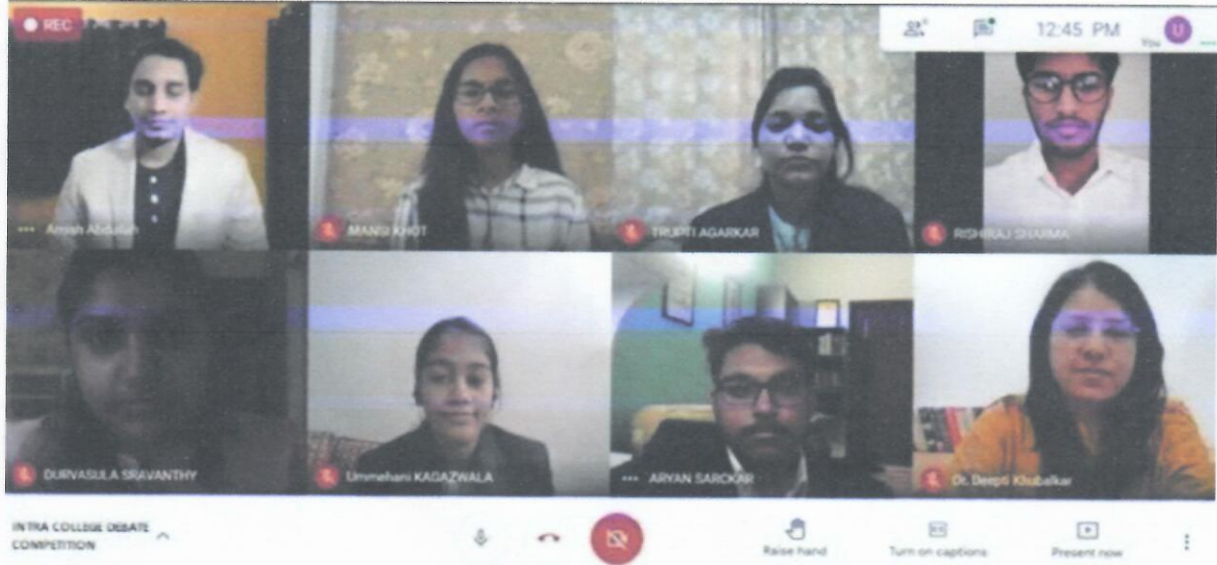 REC
12:45 PM
You
U
Amish Abdullah
MANSI KHOT
TRUPTI AGARKAR
RISHIRAJ SHARMA
DURVASULA SRAVANTHY
Ummehani KAGAZWALA
ARYAN SAROKAR
Dr. Deepti Khubalkar
INTRA COLLEGE DEBATE
COMPETITION
Raise hand
Turn on captions
Present now